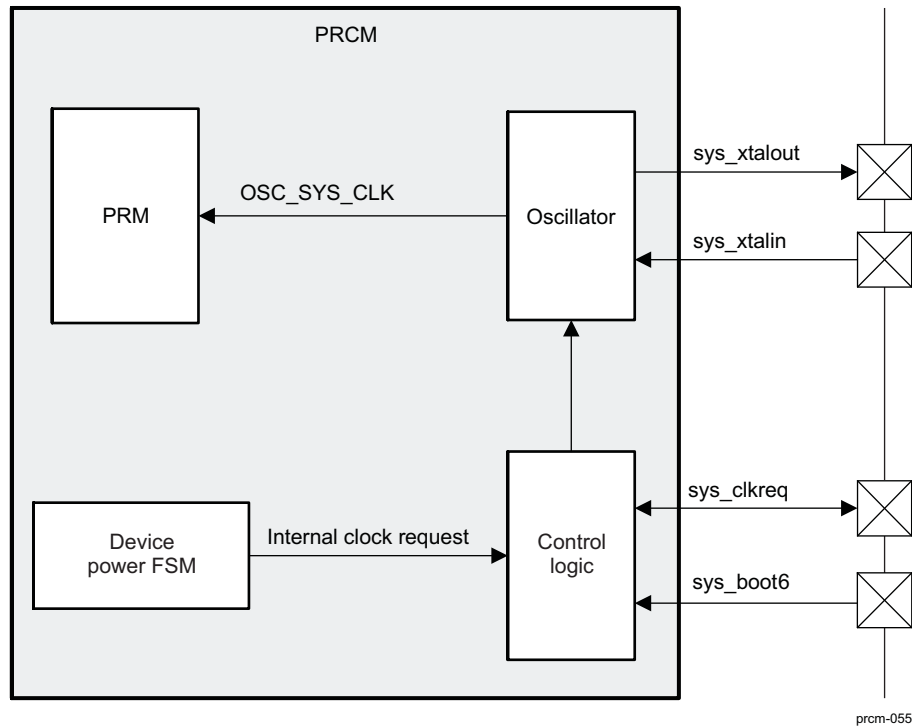 PRCM
sys_xtalout
OSC_SYS_CLK
PRM
Oscillator
sys_xtalin
sys_clkreq
Internal clock request
Device
power FSM
Control
logic
sys_boot6
prcm-055